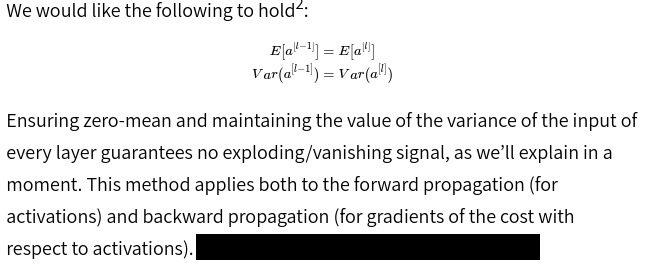 We would like the following to hold²:
E[a^{[l−1]}] = E[a^{[l]}]
Var(a^{[l−1]}) = Var(a^{[l]})
Ensuring zero-mean and maintaining the value of the variance of the input of
every layer guarantees no exploding/vanishing signal, as we’ll explain in a
moment. This method applies both to the forward propagation (for
activations) and backward propagation (for gradients of the cost with
respect to activations).